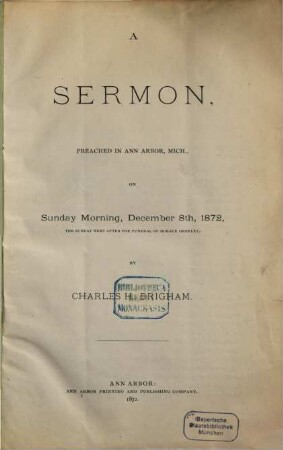 A
SERMON,
PREACHED IN ANN ARBOR, MICH.,
ON
Sunday Morning, December 8th, 1872,
THE SUNDAY NEXT AFTER THE FUNERAL OF HORACE GREELEY,
BY
CHARLES H. BRIGHAM.
BIBLIOTHECA
REGIA
MONACENSIS
ANN ARBOR:
ANN ARBOR PRINTING AND PUBLISHING COMPANY.
1872.
Bayerische
Staatsbibliothek
München